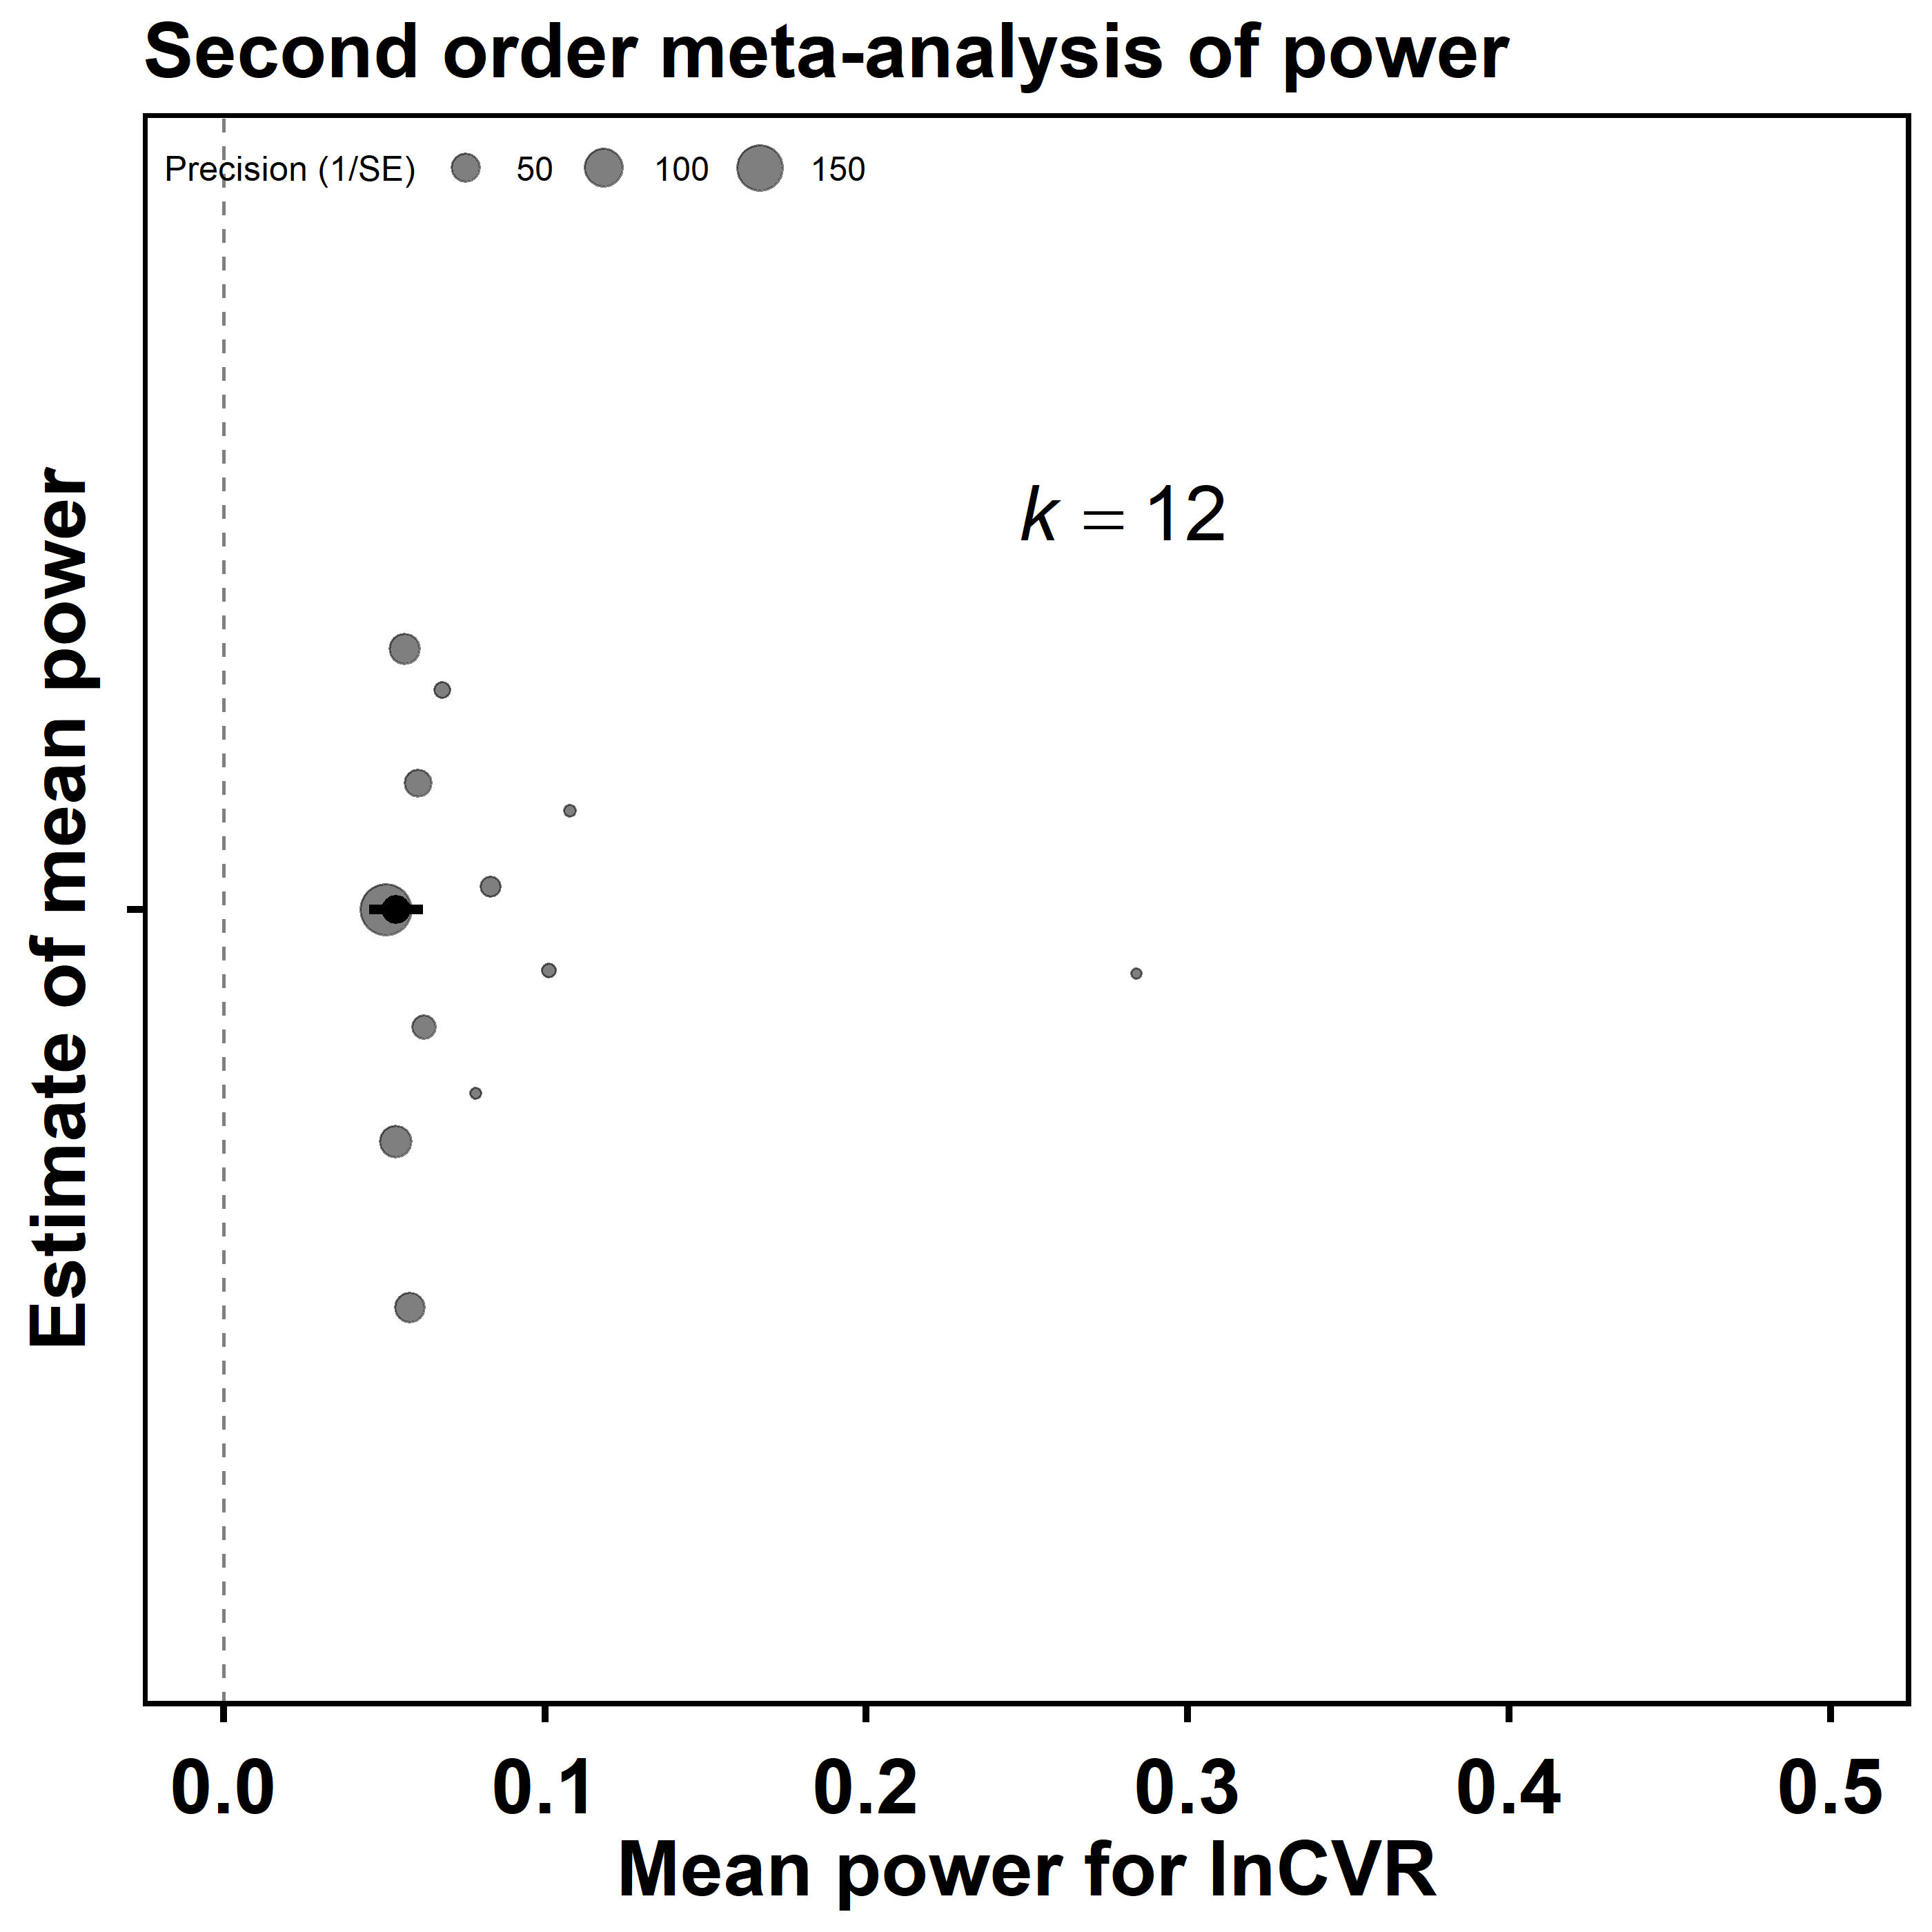 Second order meta-analysis of power
Precision (1/SE) 50 100 150
k = 12
Estimate of mean power
0.0 0.1 0.2 0.3 0.4 0.5
Mean power for lnCVR